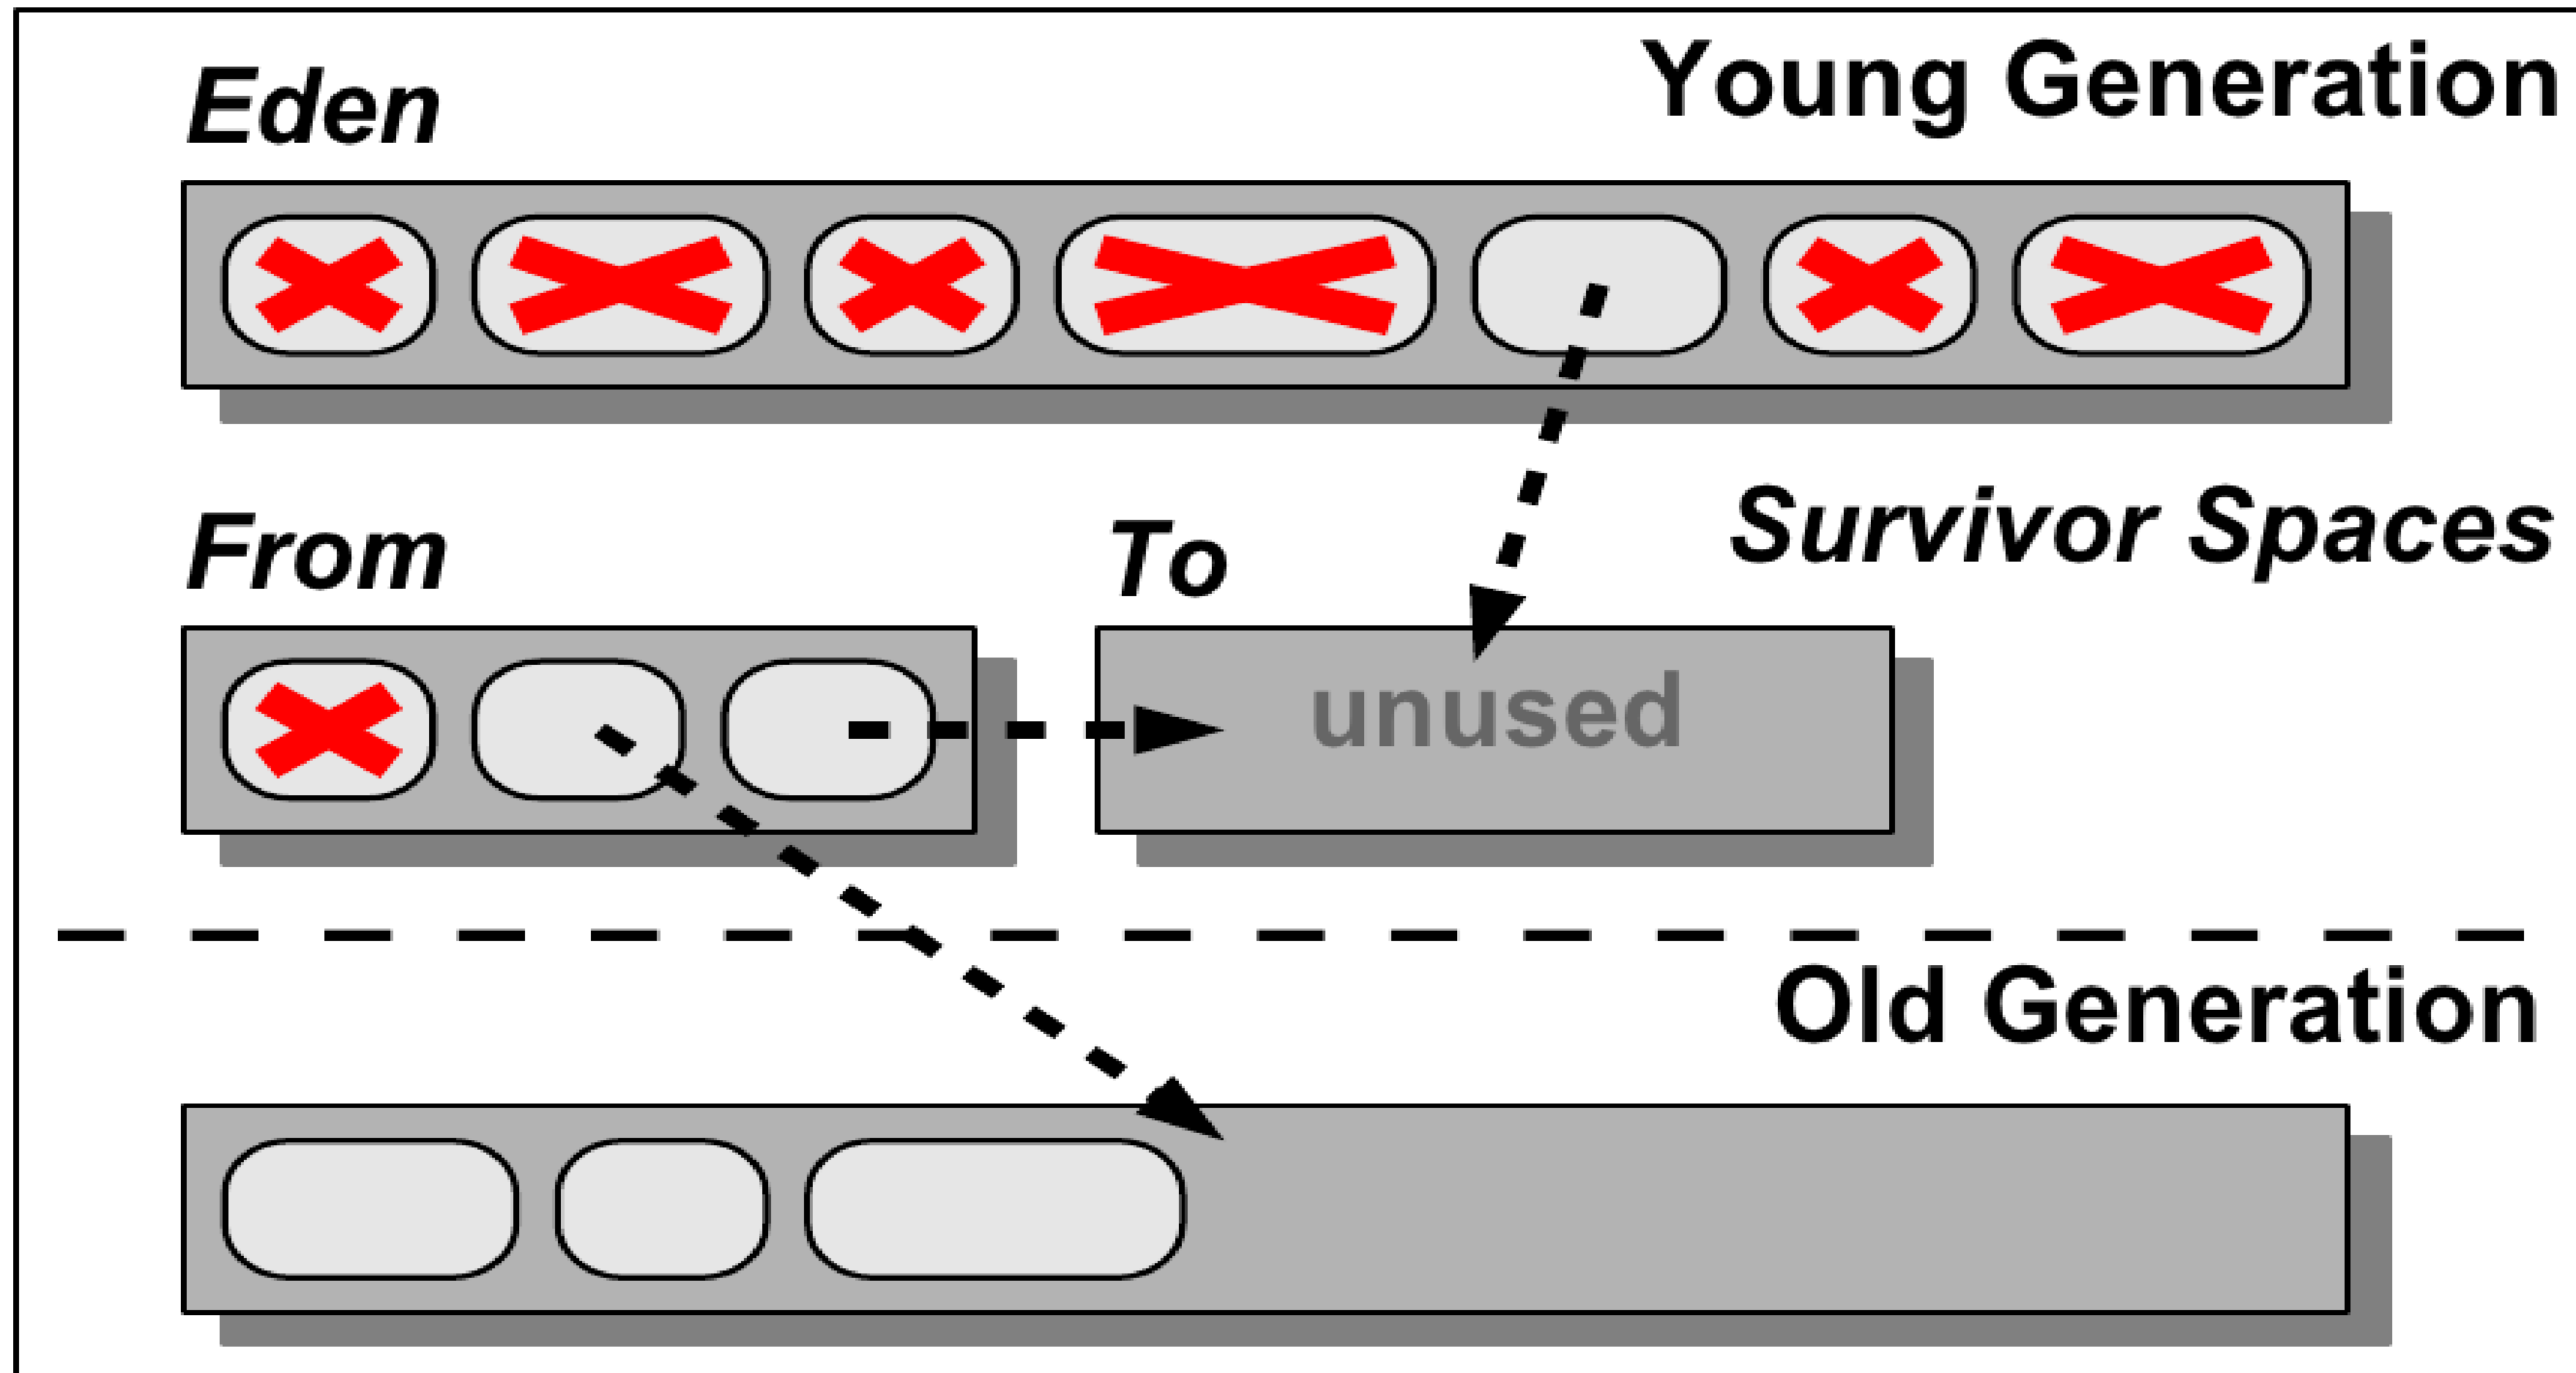 Eden
Young Generation
From
To
Survivor Spaces
unused
Old Generation